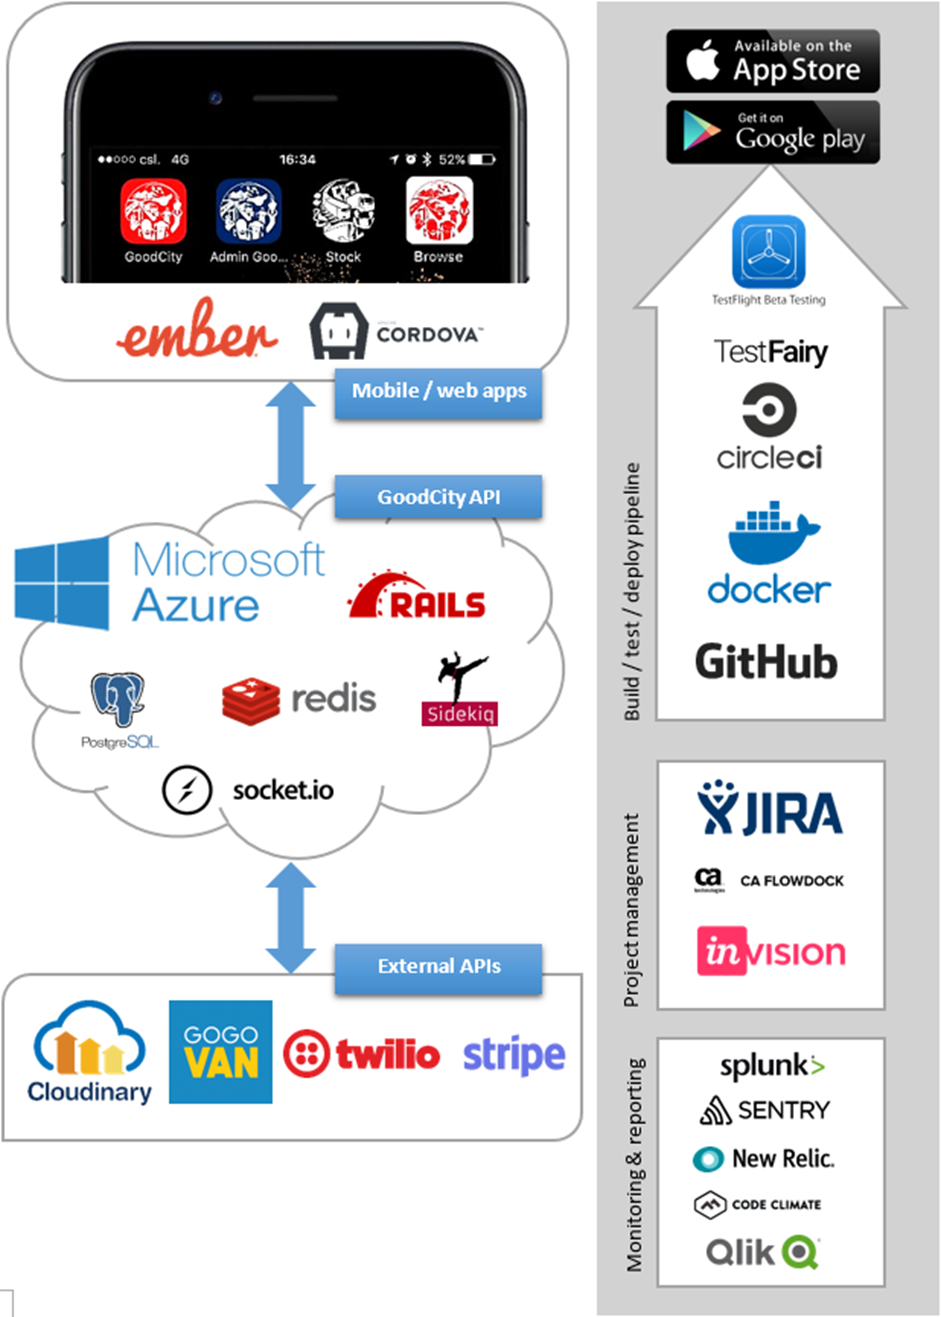 ●●○○○ csl. 4G 16:34 52%
GoodCity Admin Goo... Stock Browse
ember
APACHE
CORDOVA™
Mobile / web apps
GoodCity API
Microsoft
Azure
RAILS
PostgreSQL
redis
Sidekiq
socket.io
External APIs
Cloudinary
GOGO
VAN
twilio
stripe
Available on the
App Store
Get it on
Google play
TestFlight Beta Testing
TestFairy
circleci
docker
GitHub
Build / test / deploy pipeline
JIRA
ca
technologies
CA FLOWDOCK
inVISION
Project management
splunk>
SENTRY
New Relic.
CODE CLIMATE
Qlik
Monitoring & reporting